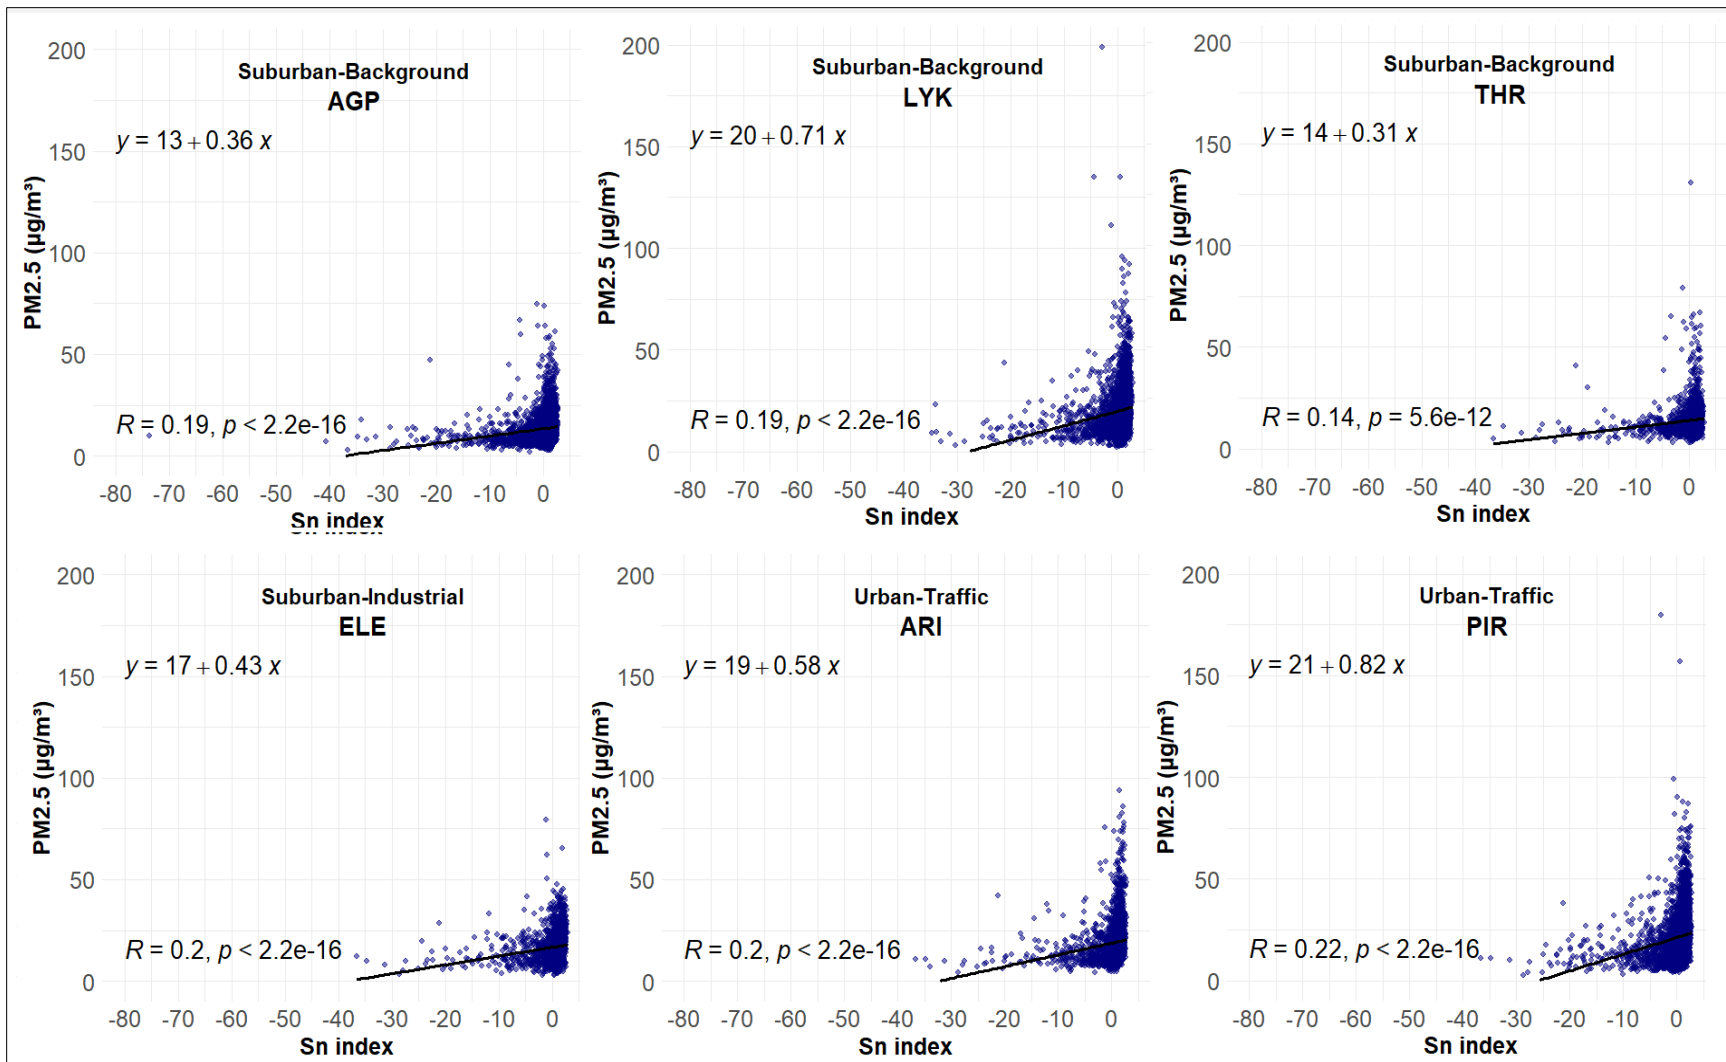 Suburban-Background
AGP
y = 13 + 0.36 x
R = 0.19, p < 2.2e-16
PM2.5 (µg/m³)
200
150
100
50
0
-80 -70 -60 -50 -40 -30 -20 -10 0
Sn index
Sn index
Suburban-Background
LYK
y = 20 + 0.71 x
R = 0.19, p < 2.2e-16
PM2.5 (µg/m³)
200
150
100
50
0
-80 -70 -60 -50 -40 -30 -20 -10 0
Sn index
Suburban-Background
THR
y = 14 + 0.31 x
R = 0.14, p = 5.6e-12
PM2.5 (µg/m³)
200
150
100
50
0
-80 -70 -60 -50 -40 -30 -20 -10 0
Sn index
Suburban-Industrial
ELE
y = 17 + 0.43 x
R = 0.2, p < 2.2e-16
PM2.5 (µg/m³)
200
150
100
50
0
-80 -70 -60 -50 -40 -30 -20 -10 0
Sn index
Urban-Traffic
ARI
y = 19 + 0.58 x
R = 0.2, p < 2.2e-16
PM2.5 (µg/m³)
200
150
100
50
0
-80 -70 -60 -50 -40 -30 -20 -10 0
Sn index
Urban-Traffic
PIR
y = 21 + 0.82 x
R = 0.22, p < 2.2e-16
PM2.5 (µg/m³)
200
150
100
50
0
-80 -70 -60 -50 -40 -30 -20 -10 0
Sn index